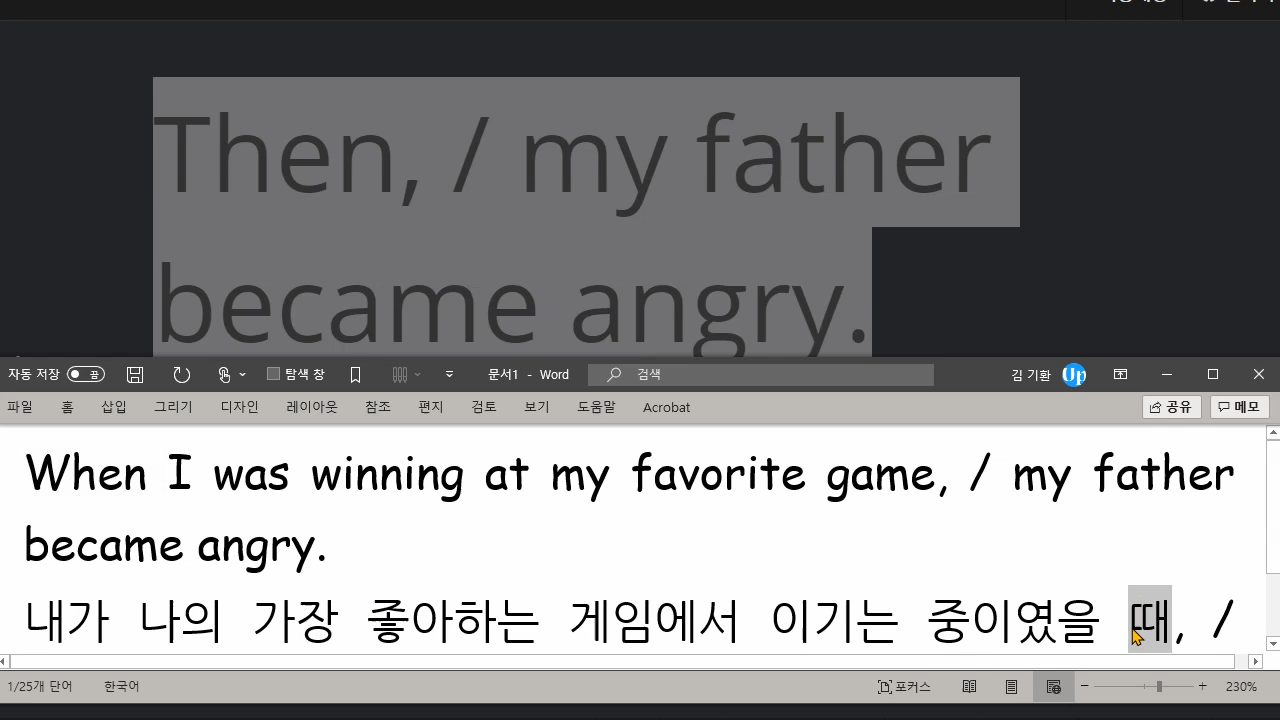 Then, / my father
became angry.
자동 저장 끔 탐색 창 문서1 - Word 검색 김 기환 Up
파일 홈 삽입 그리기 디자인 레이아웃 참조 편지 검토 보기 도움말 Acrobat 공유 메모
When I was winning at my favorite game, / my father
became angry.
내가 나의 가장 좋아하는 게임에서 이기는 중이였을 때, /
1/25개 단어 한국어 포커스 230%